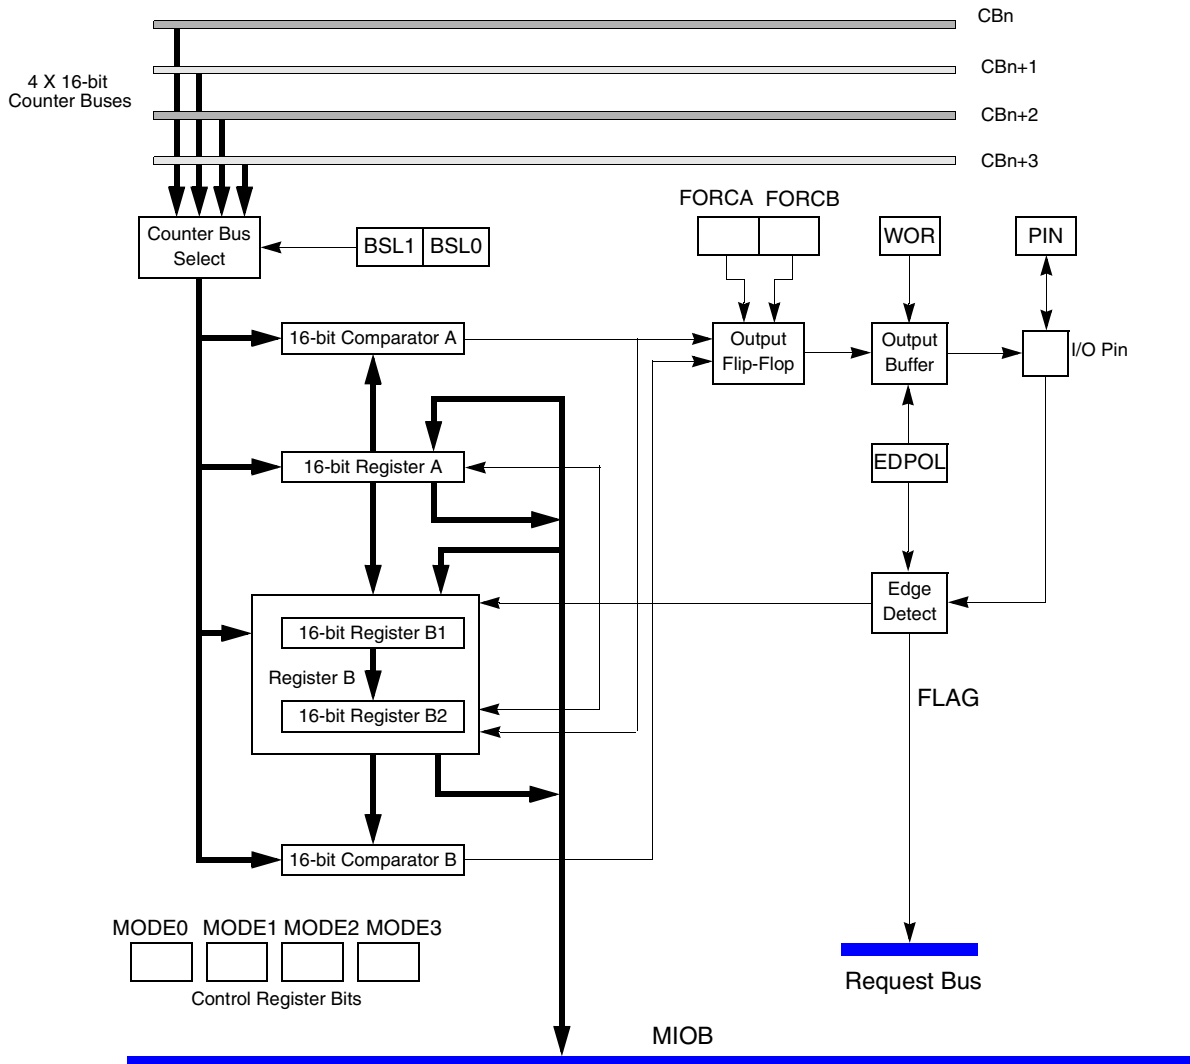 CBn
4 X 16-bit
Counter Buses
CBn+1
CBn+2
CBn+3
FORCA FORCB
Counter Bus
Select
BSL1 BSL0
WOR
PIN
16-bit Comparator A
Output
Flip-Flop
Output
Buffer
I/O Pin
16-bit Register A
EDPOL
Edge
Detect
16-bit Register B1
Register B
16-bit Register B2
FLAG
16-bit Comparator B
MODE0 MODE1 MODE2 MODE3
Control Register Bits
Request Bus
MIOB